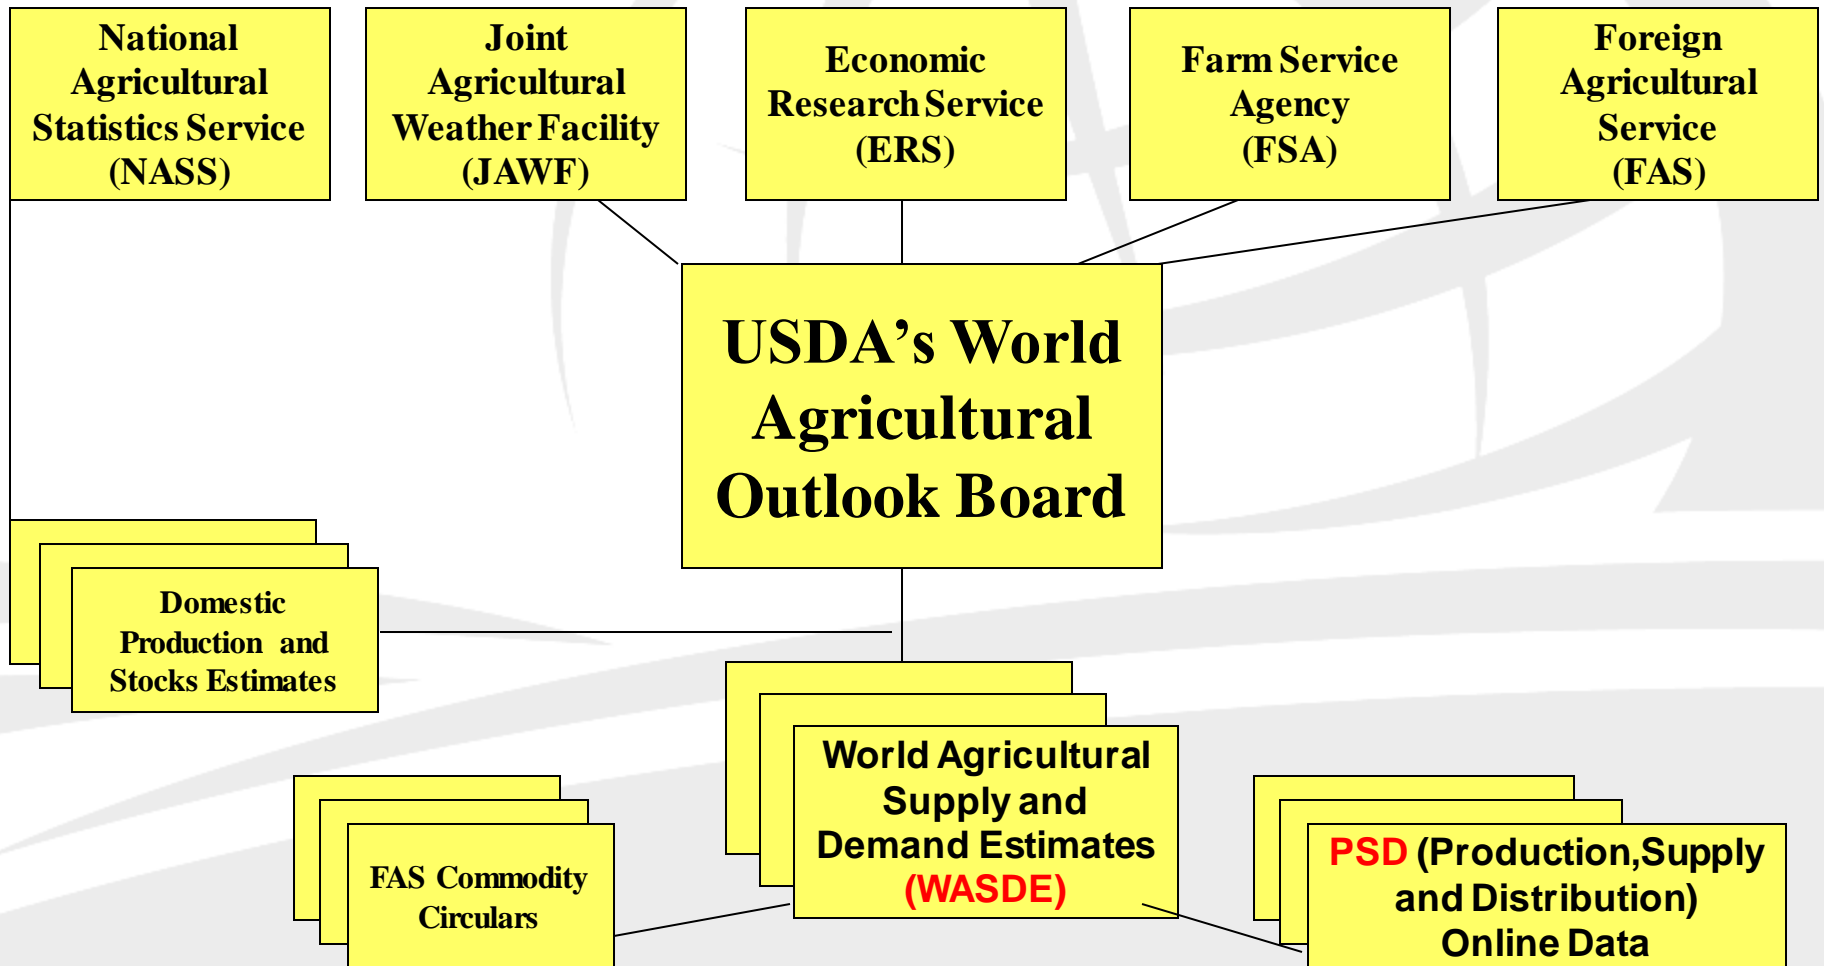 National
Agricultural
Statistics Service
(NASS)
Joint
Agricultural
Weather Facility
(JAWF)
Economic
Research Service
(ERS)
Farm Service
Agency
(FSA)
Foreign
Agricultural
Service
(FAS)
USDA’s World
Agricultural
Outlook Board
Domestic
Production and
Stocks Estimates
World Agricultural
Supply and
Demand Estimates
(WASDE)
FAS Commodity
Circulars
PSD (Production,Supply
and Distribution)
Online Data